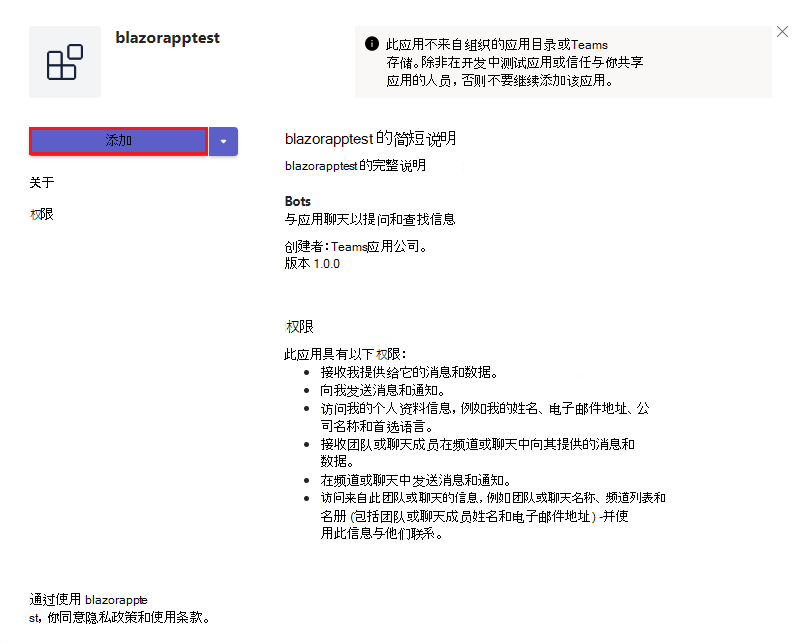 blazorapptest
此应用不来自组织的应用目录或Teams
存储。除非在开发中测试应用或信任与你共享
应用的人员，否则不要继续添加该应用。
添加
关于
权限
blazorapptest 的简短说明
blazorapptest的完整说明
Bots
与应用聊天以提问和查找信息
创建者：Teams应用公司。
版本 1.0.0
权限
此应用具有以下权限：
• 接收我提供给它的消息和数据。
• 向我发送消息和通知。
• 访问我的个人资料信息，例如我的姓名、电子邮件地址、公
司名称和首选语言。
• 接收团队或聊天成员在频道或聊天中向其提供的消息和
数据。
• 在频道或聊天中发送消息和通知。
• 访问来自此团队或聊天的信息，例如团队或聊天名称、频道列表和
名册 (包括团队或聊天成员姓名和电子邮件地址) -并使
用此信息与他们联系。
通过使用 blazorappte
st，你同意隐私政策和使用条款。